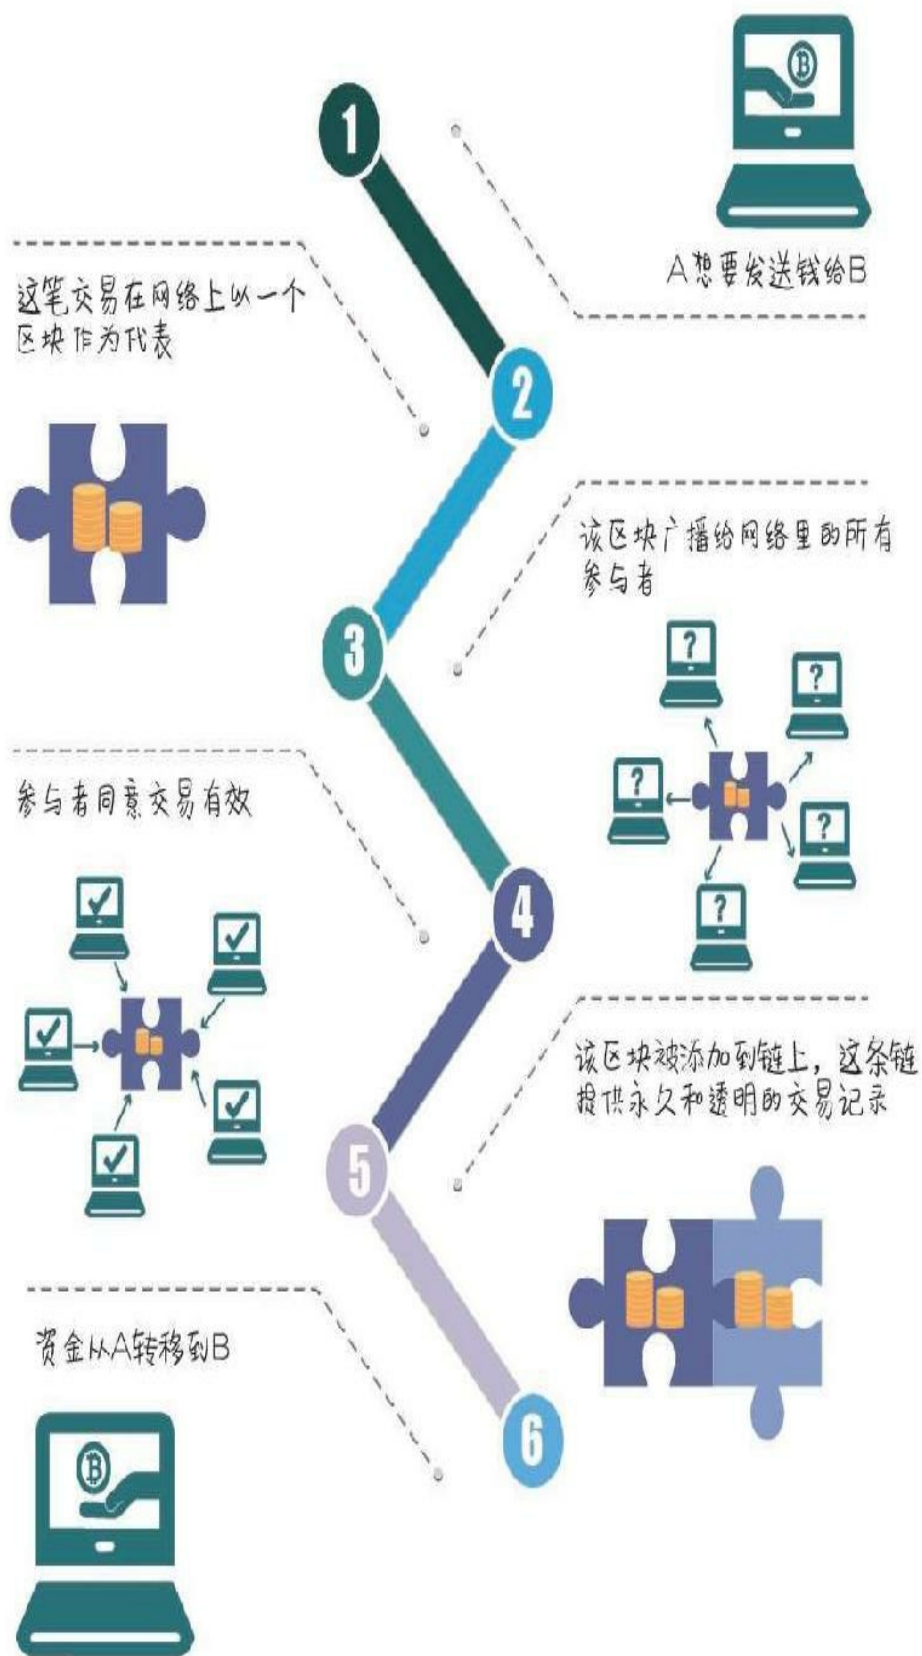 1
A想要发送钱给B
2
这笔交易在网络上以一个
区块作为代表
3
该区块广播给网络里的所有
参与者
? ? ? ? ?
4
参与者同意交易有效
5
该区块被添加到链上，这条链
提供永久和透明的交易记录
6
资金从A转移到B